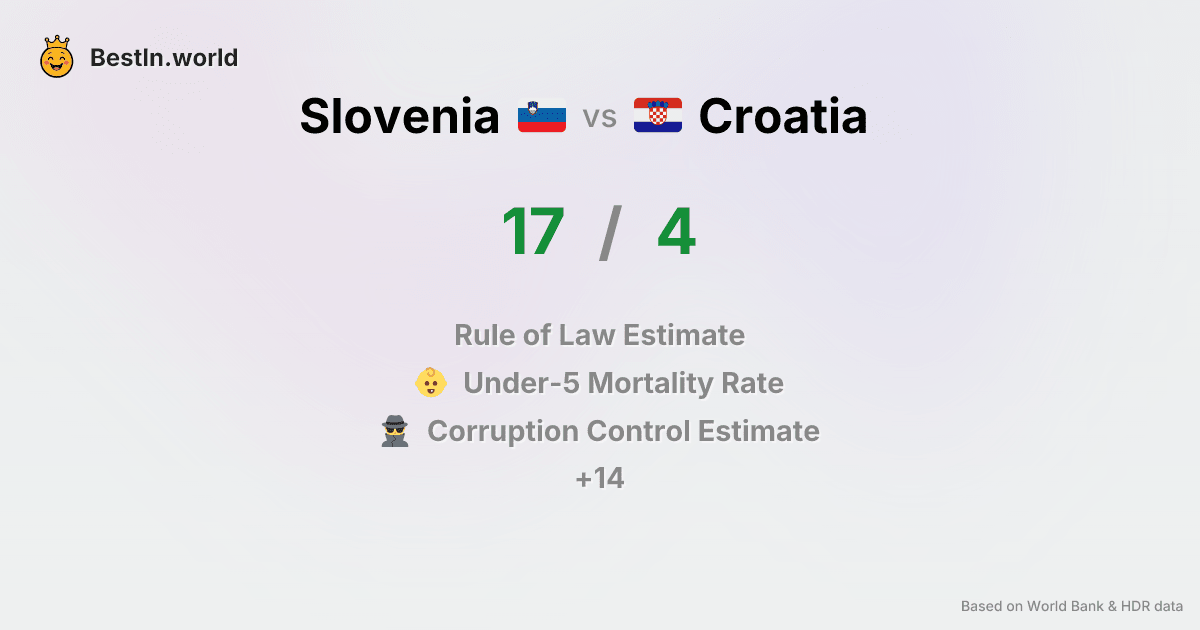 BestIn.world
Slovenia vs Croatia
17 / 4
Rule of Law Estimate
Under-5 Mortality Rate
Corruption Control Estimate
+14
Based on World Bank & HDR data